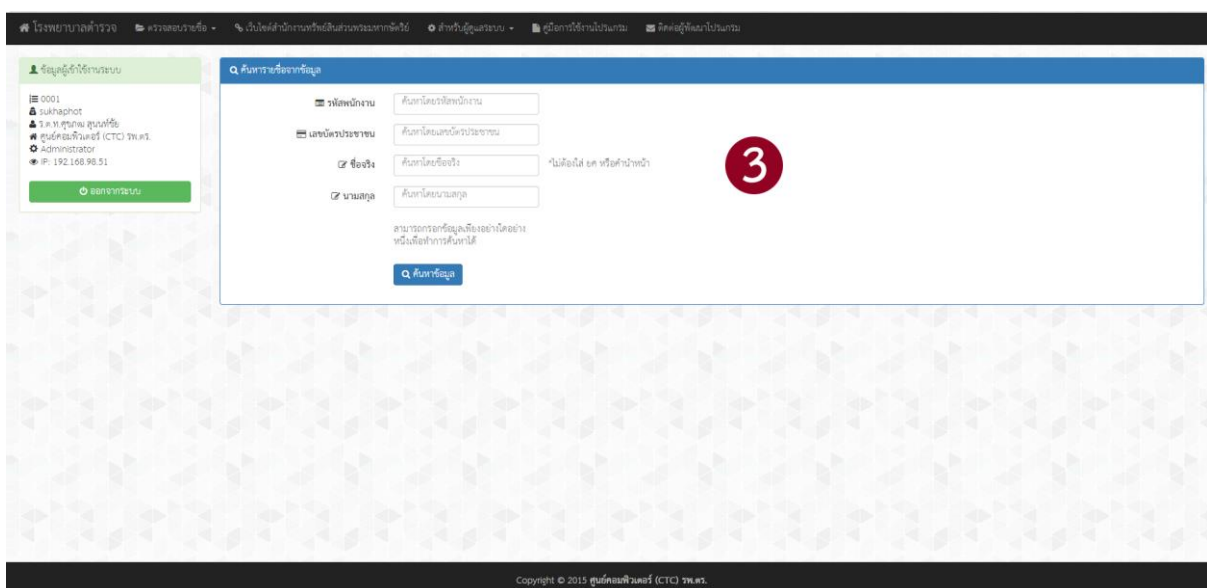 โรงพยาบาลตำรวจ ตรวจสอบรายชื่อ เว็บไซต์สำนักงานทรัพย์สินส่วนพระมหากษัตริย์ สำหรับผู้ดูแลระบบ คู่มือการใช้งานโปรแกรม ติดต่อผู้พัฒนาโปรแกรม
ข้อมูลผู้เข้าใช้งานระบบ
0001
sukhaphot
ร.ต.ท.
ศูนย์คอมพิวเตอร์ (CTC) รพ.ตร.
Administrator
IP: 192.168.98.51
ออกจากระบบ
ค้นหารายชื่อจากข้อมูล
รหัสพนักงาน ค้นหาโดยรหัสพนักงาน
เลขบัตรประชาชน ค้นหาโดยเลขบัตรประชาชน
ชื่อจริง ค้นหาโดยชื่อจริง *ไม่ต้องใส่ ยศ หรือคำนำหน้า
นามสกุล ค้นหาโดยนามสกุล
สามารถกรอกข้อมูลเพียงอย่างใดอย่าง
หนึ่งเพื่อทำการค้นหาได้
ค้นหาข้อมูล
3
Copyright © 2015 ศูนย์คอมพิวเตอร์ (CTC) รพ.ตร.